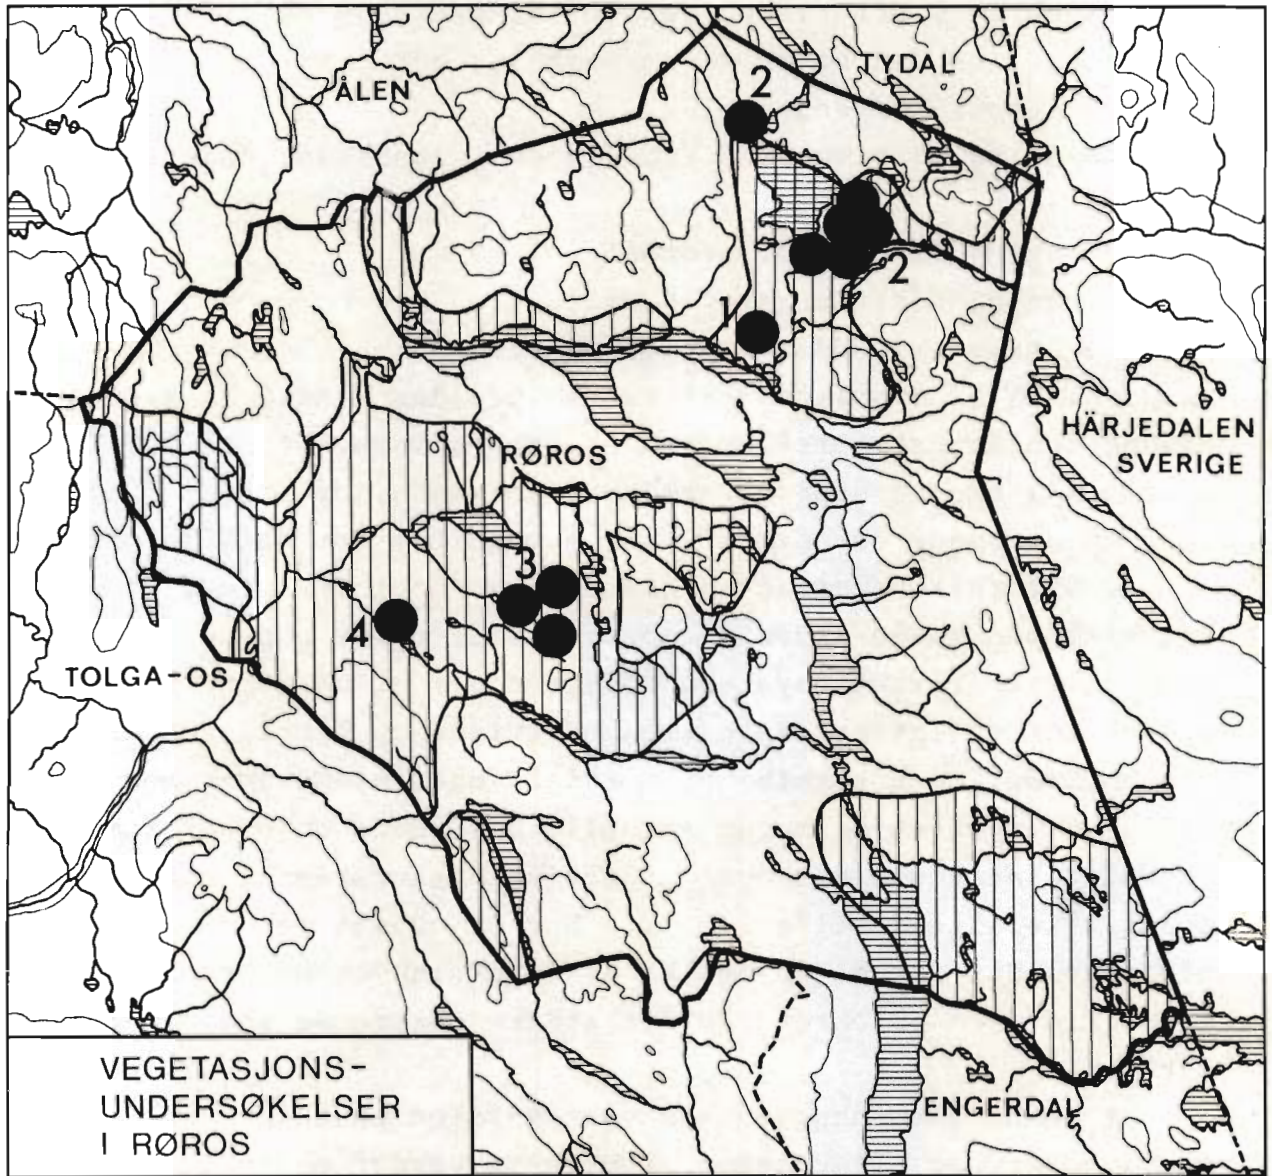 ÅLEN
TYDAL
2
2
1
HÄRJEDALEN
SVERIGE
RØROS
3
4
TOLGA-OS
ENGERDAL
VEGETASJONS-
UNDERSØKELSER
I RØROS